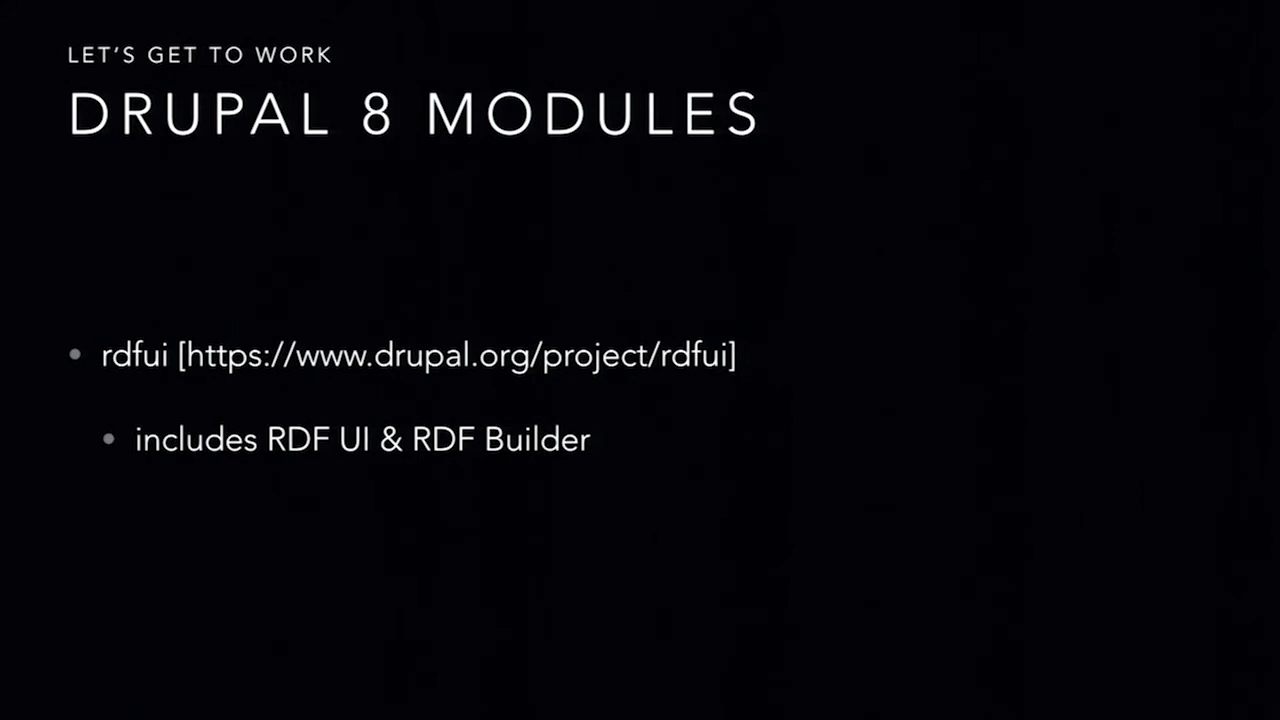 LET'S GET TO WORK
DRUPAL 8 MODULES
• rdfui [https://www.drupal.org/project/rdfui]
• includes RDF UI & RDF Builder